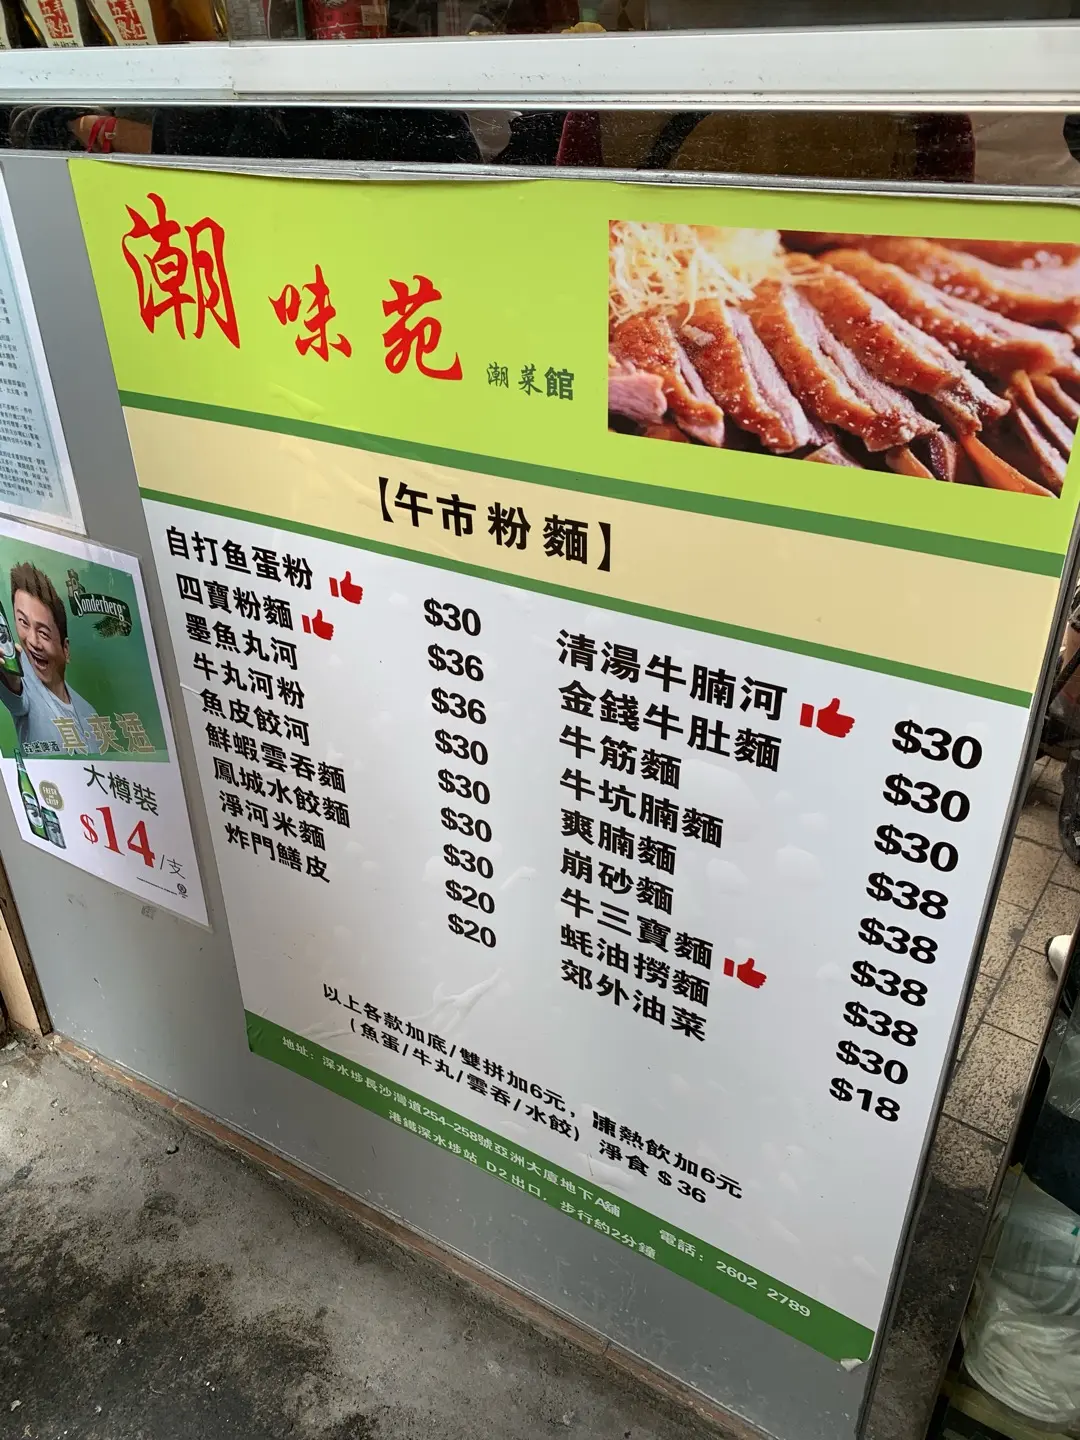 潮味苑 潮菜館
【午市粉麵】
自打鱼蛋粉 $30
四寶粉麵 $36
墨魚丸河 $36
牛丸河粉 $30
魚皮餃河 $30
鮮蝦雲吞麵 $30
鳳城水餃麵 $30
淨河米麵 $20
炸門鱔皮 $20
清湯牛腩河 $30
金錢牛肚麵 $30
牛筋麵 $30
牛坑腩麵 $38
爽腩麵 $38
崩砂麵 $38
牛三寶麵 $38
蚝油撈麵 $30
郊外油菜 $18
以上各款加底/雙拼加6元，凍熱飲加6元
(魚蛋/牛丸/雲吞/水餃) 淨食 $36
地址：深水埗長沙灣道254-258號亞洲大廈地下A舖 電話：2602 2789
港鐵深水埗站 D2出口，步行約2分鐘
Sonderberg
真·爽透
大樽裝
FRESH
CRISP
$14/支